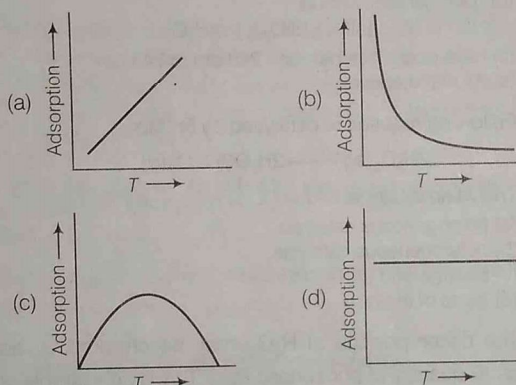 (a) Adsorption → T →
(b) Adsorption → T →
(c) Adsorption → T →
(d) Adsorption → T →